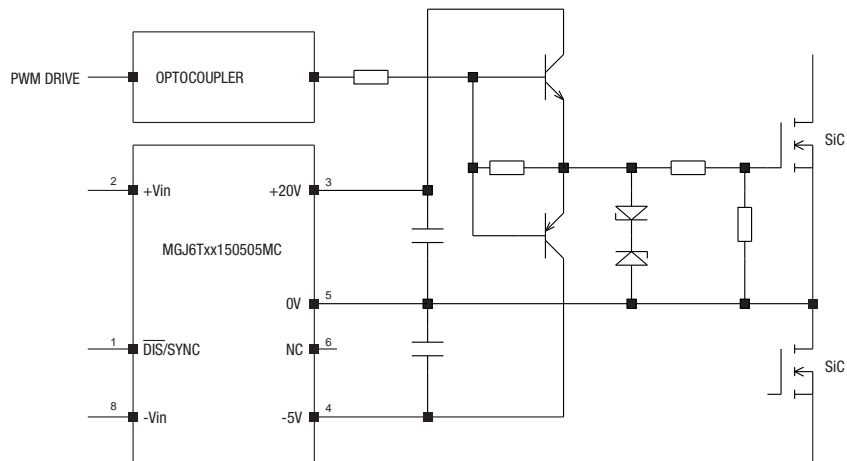 PWM DRIVE
OPTOCOUPLER
SiC
2
+Vin
+20V
3
MGJ6Txx150505MC
0V
5
1
DIS/SYNC
NC
6
SiC
8
-Vin
-5V
4